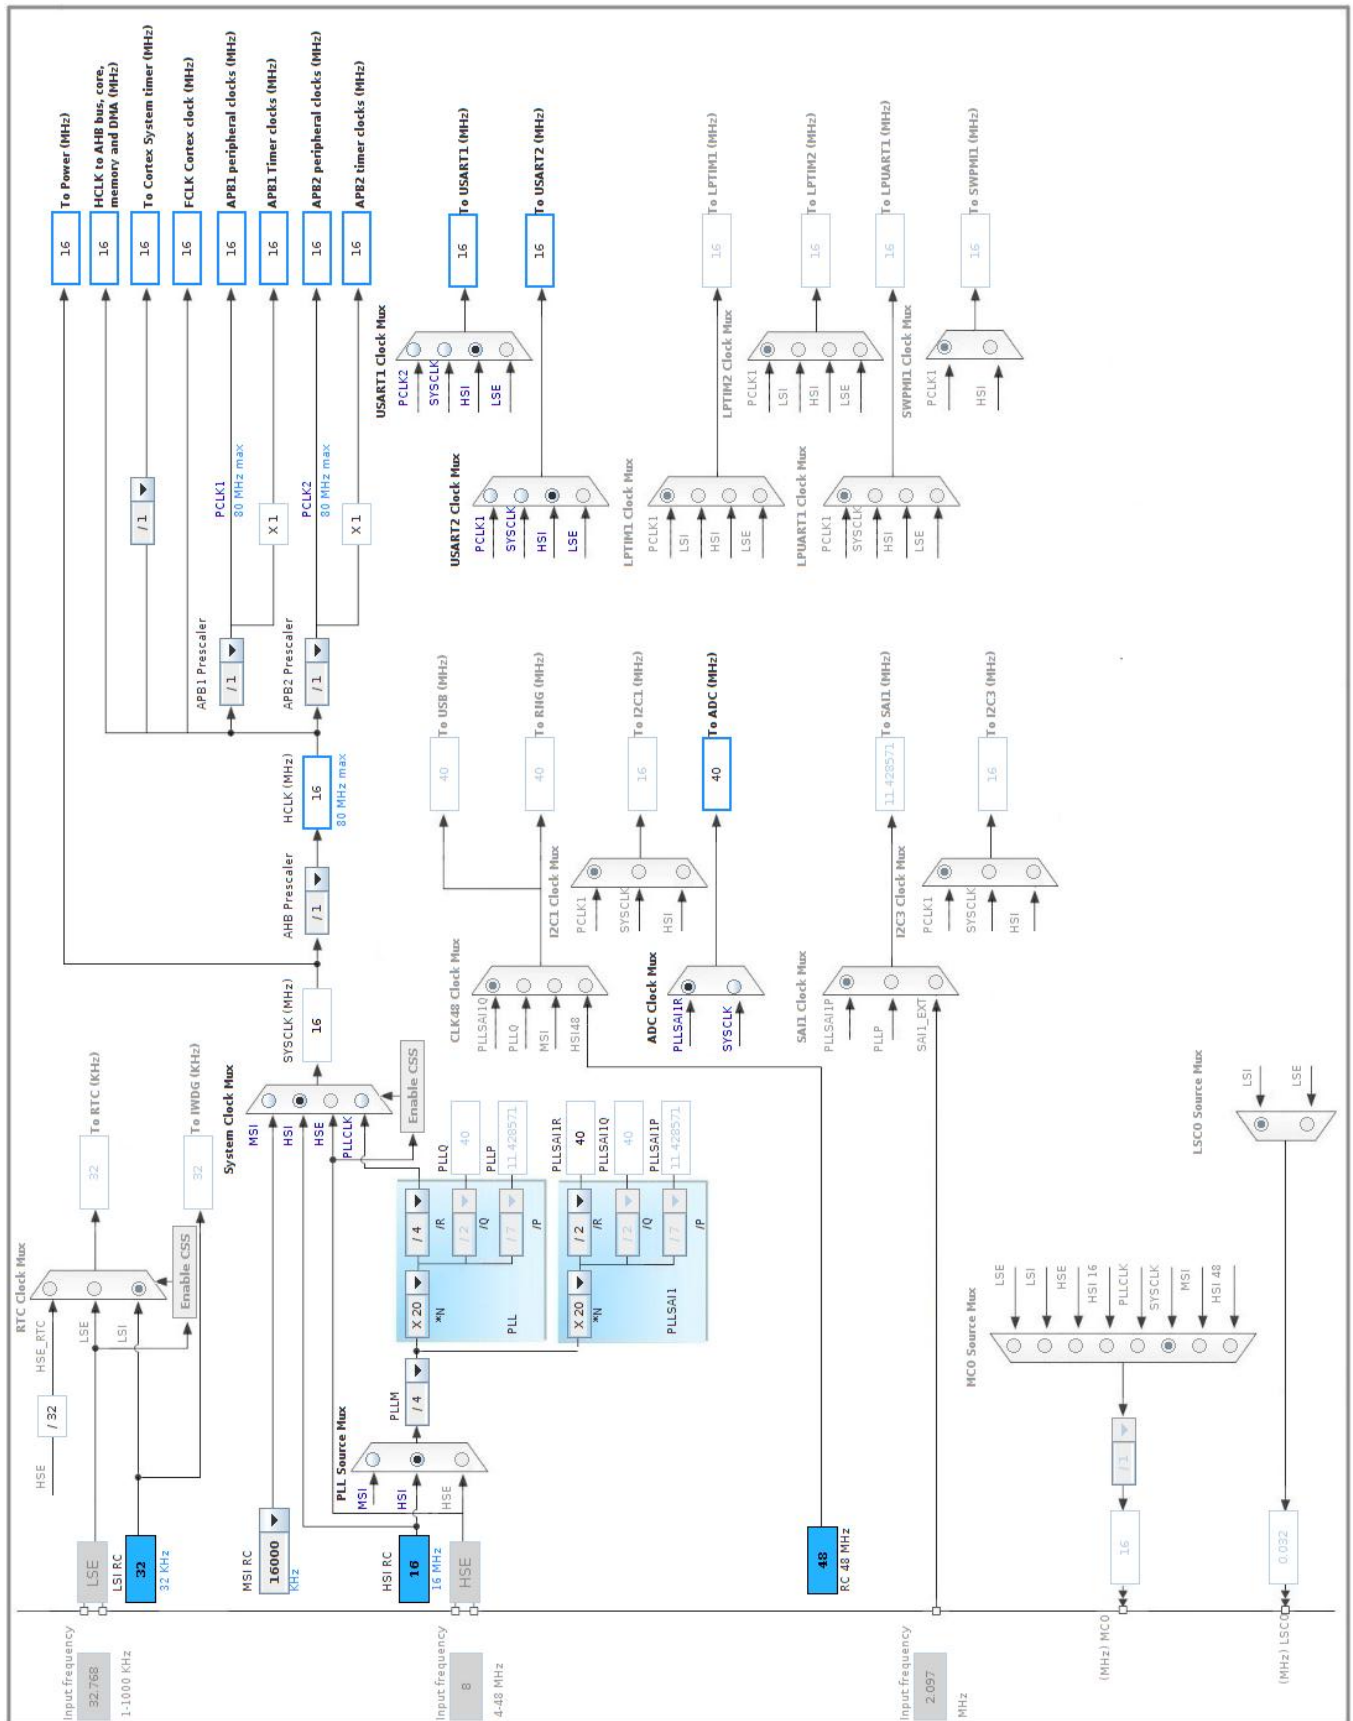 Input frequency
32.768
1-1000 KHz
LSE
LSI RC
32
32 KHz
HSE
/ 32
HSE_RTC
LSE
LSI
RTC Clock Mux
Enable CSS
32
To RTC (KHz)
32
To IWDG (KHz)
MSI RC
16000
KHz
HSI RC
16
16 MHz
Input frequency
8
4-48 MHz
HSE
PLL Source Mux
MSI
HSI
HSE
PLLM
/ 4
X 20
*N
PLL
/ 4
/R
/ 2
/Q
/ 7
/P
PLLQ
40
PLLP
11.428571
X 20
*N
PLLSAI1
/ 2
/R
/ 2
/Q
/ 7
/P
PLLSAI1R
40
PLLSAI1Q
40
PLLSAI1P
11.428571
System Clock Mux
MSI
HSI
HSE
PLLCLK
Enable CSS
SYSCLK (MHz)
16
AHB Prescaler
/ 1
HCLK (MHz)
16
80 MHz max
APB1 Prescaler
/ 1
APB2 Prescaler
/ 1
/ 1
PCLK1
80 MHz max
X 1
PCLK2
80 MHz max
X 1
16
To Power (MHz)
16
HCLK to AHB bus, core,
memory and DMA (MHz)
16
To Cortex System timer (MHz)
16
FCLK Cortex clock (MHz)
16
APB1 peripheral clocks (MHz)
16
APB1 Timer clocks (MHz)
16
APB2 peripheral clocks (MHz)
16
APB2 timer clocks (MHz)
USART1 Clock Mux
PCLK2
SYSCLK
HSI
LSE
16
To USART1 (MHz)
USART2 Clock Mux
PCLK1
SYSCLK
HSI
LSE
16
To USART2 (MHz)
LPTIM1 Clock Mux
PCLK1
LSI
HSI
LSE
16
To LPTIM1 (MHz)
LPTIM2 Clock Mux
PCLK1
LSI
HSI
LSE
16
To LPTIM2 (MHz)
LPUART1 Clock Mux
PCLK1
SYSCLK
HSI
LSE
16
To LPUART1 (MHz)
SWPMI1 Clock Mux
PCLK1
HSI
16
To SWPMI1 (MHz)
CLK48 Clock Mux
PLLSAI1Q
PLLQ
MSI
HSI48
40
To USB (MHz)
40
To RNG (MHz)
48
RC 48 MHz
I2C1 Clock Mux
PCLK1
SYSCLK
HSI
16
To I2C1 (MHz)
ADC Clock Mux
PLLSAI1R
SYSCLK
40
To ADC (MHz)
SAI1 Clock Mux
PLLSAI1P
PLLP
SAI1_EXT
11.428571
To SAI1 (MHz)
Input frequency
2.097
MHz
I2C3 Clock Mux
PCLK1
SYSCLK
HSI
16
To I2C3 (MHz)
MCO Source Mux
LSE
LSI
HSE
HSI 16
PLLCLK
SYSCLK
MSI
HSI 48
/ 1
16
(MHz) MCO
LSCO Source Mux
LSI
LSE
0.032
(MHz) LSCO